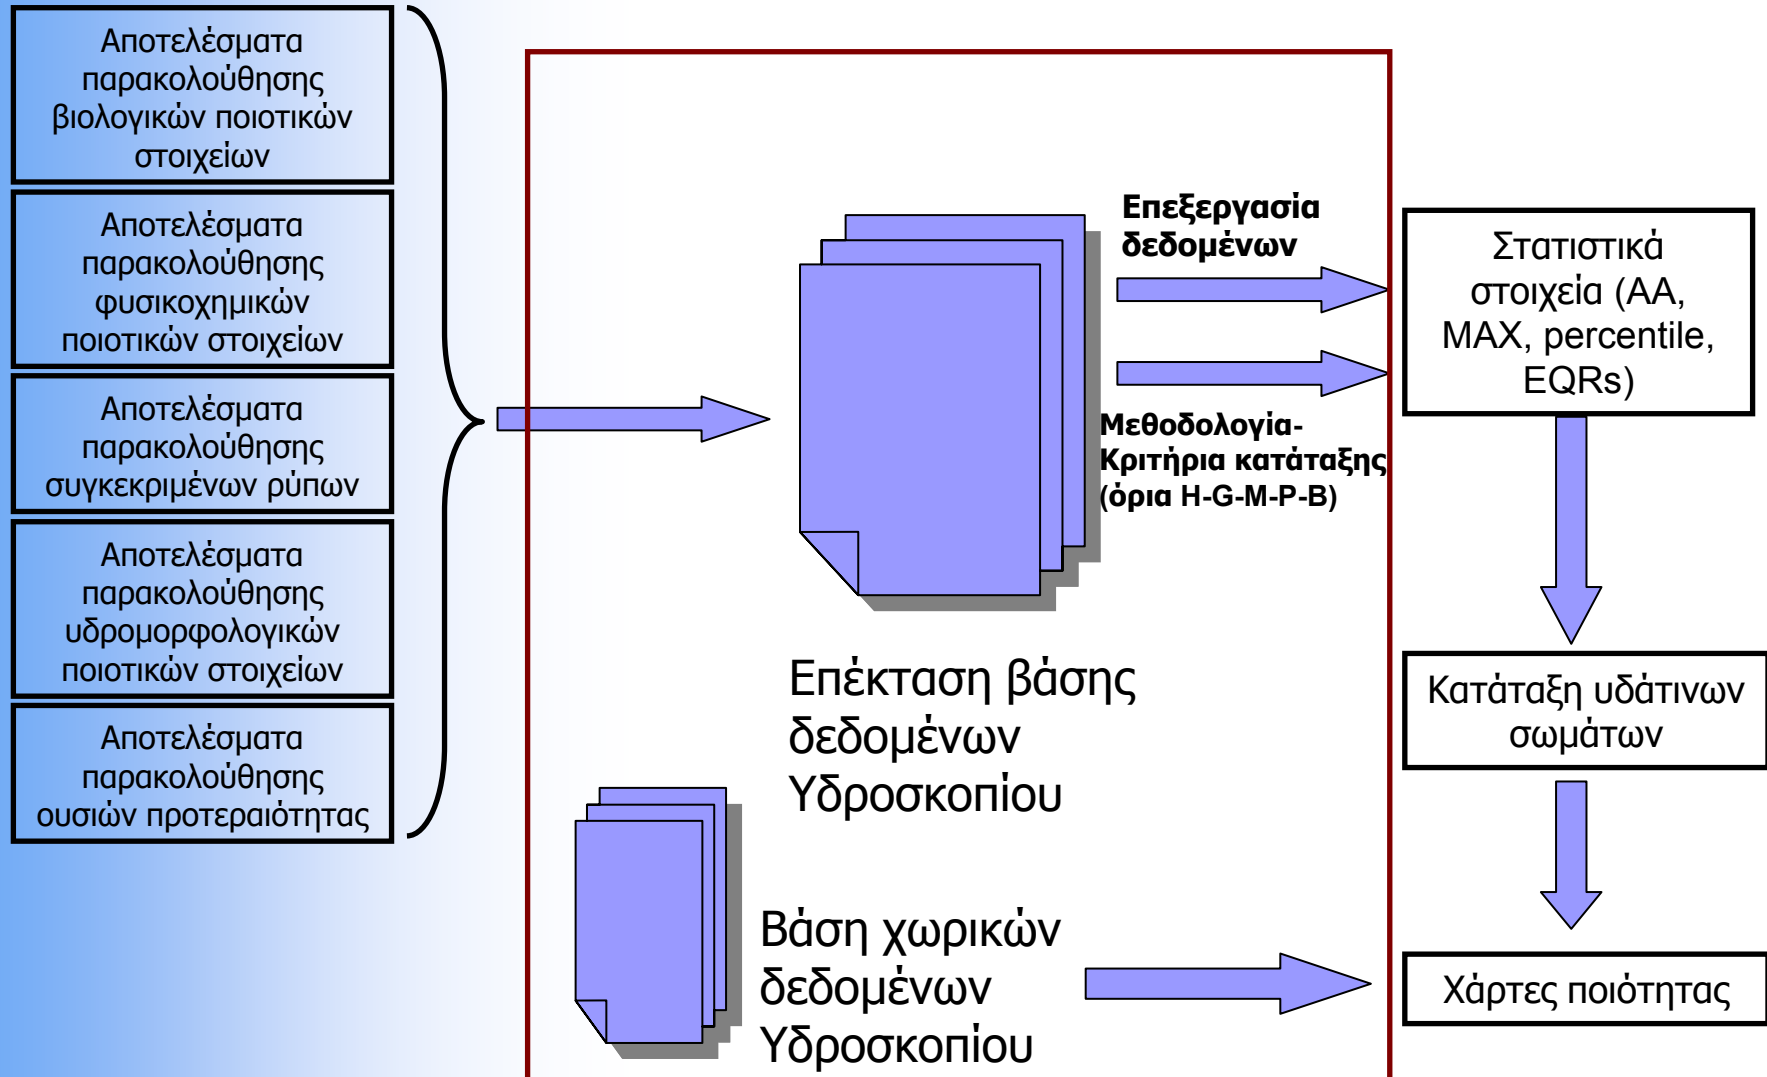 Αποτελέσματα
παρακολούθησης
βιολογικών ποιοτικών
στοιχείων
Αποτελέσματα
παρακολούθησης
φυσικοχημικών
ποιοτικών στοιχείων
Αποτελέσματα
παρακολούθησης
συγκεκριμένων ρύπων
Αποτελέσματα
παρακολούθησης
υδρομορφολογικών
ποιοτικών στοιχείων
Αποτελέσματα
παρακολούθησης
ουσιών προτεραιότητας
Επεξεργασία
δεδομένων
Μεθοδολογία-
Κριτήρια κατάταξης
(όρια H-G-M-P-B)
Επέκταση βάσης
δεδομένων
Υδροσκοπίου
Βάση χωρικών
δεδομένων
Υδροσκοπίου
Στατιστικά
στοιχεία (AA,
MAX, percentile,
EQRs)
Κατάταξη υδάτινων
σωμάτων
Χάρτες ποιότητας